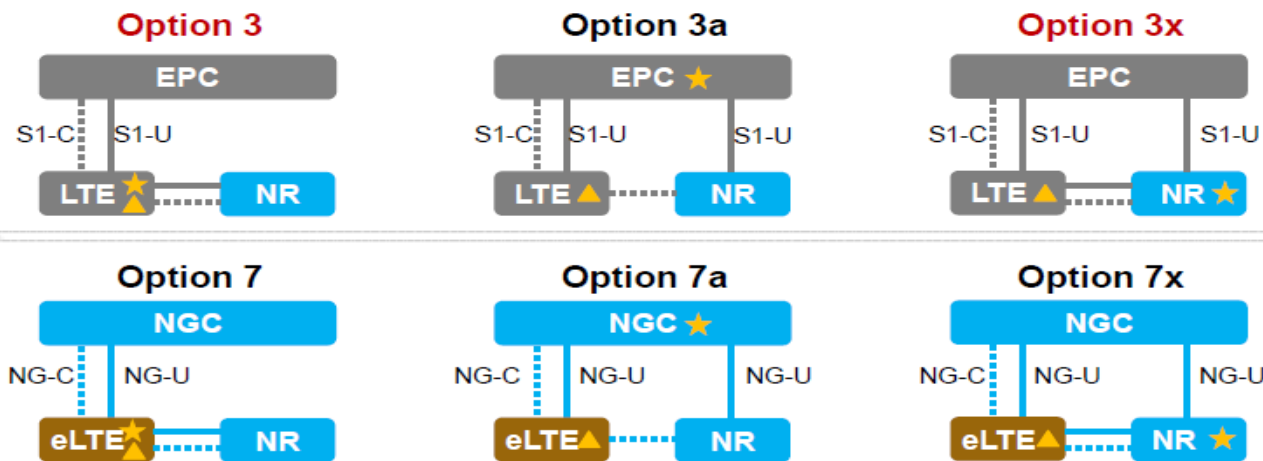 Option 3 Option 3a Option 3x
EPC EPC EPC
S1-C S1-U S1-C S1-U S1-U S1-C S1-U S1-U
LTE NR LTE NR LTE NR
Option 7 Option 7a Option 7x
NGC NGC NGC
NG-C NG-U NG-C NG-U NG-U NG-C NG-U NG-U
eLTE NR eLTE NR eLTE NR